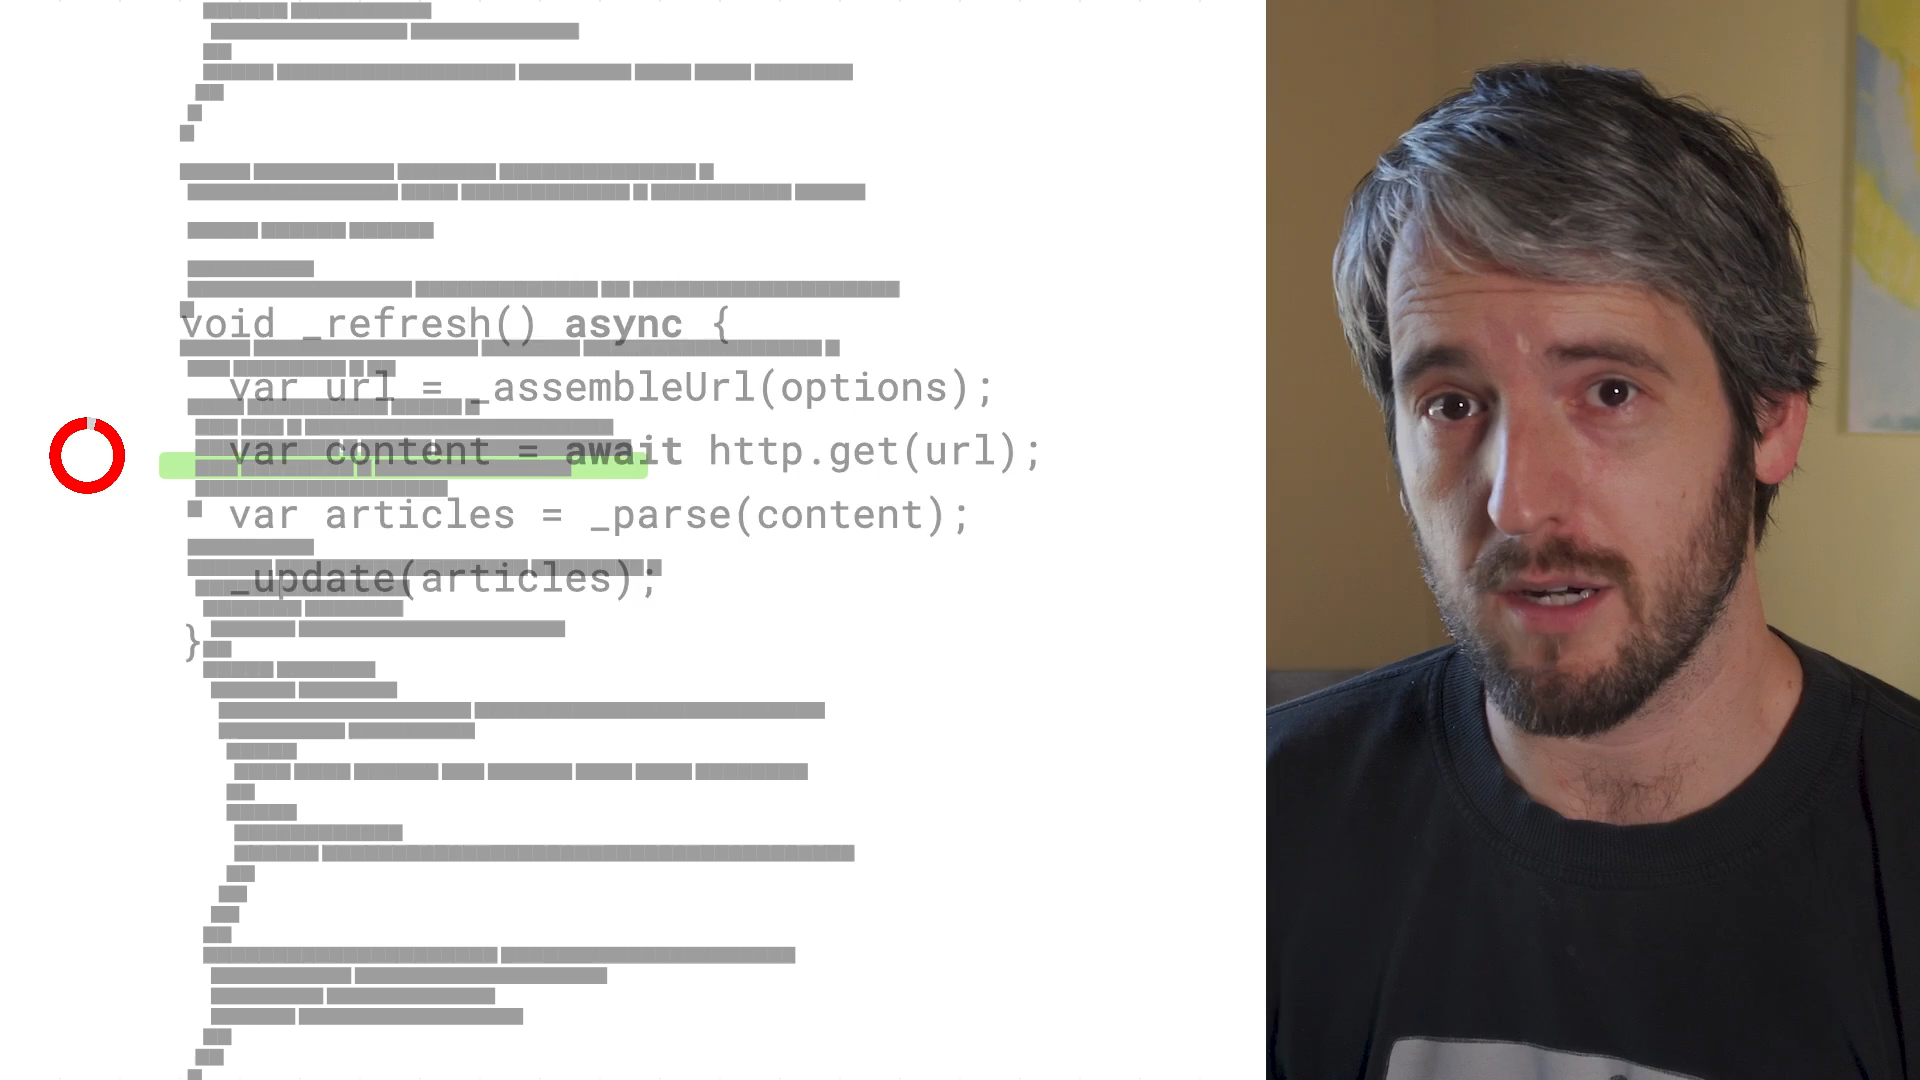 void _refresh() async {
var url = _assembleUrl(options);
var content = await http.get(url);
var articles = _parse(content);
_update(articles);
}